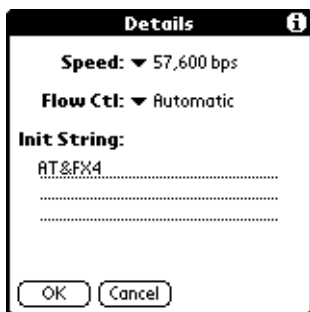 Details i
Speed: 57,600 bps
Flow Ctl: Automatic
Init String:
AT&FX4
OK Cancel